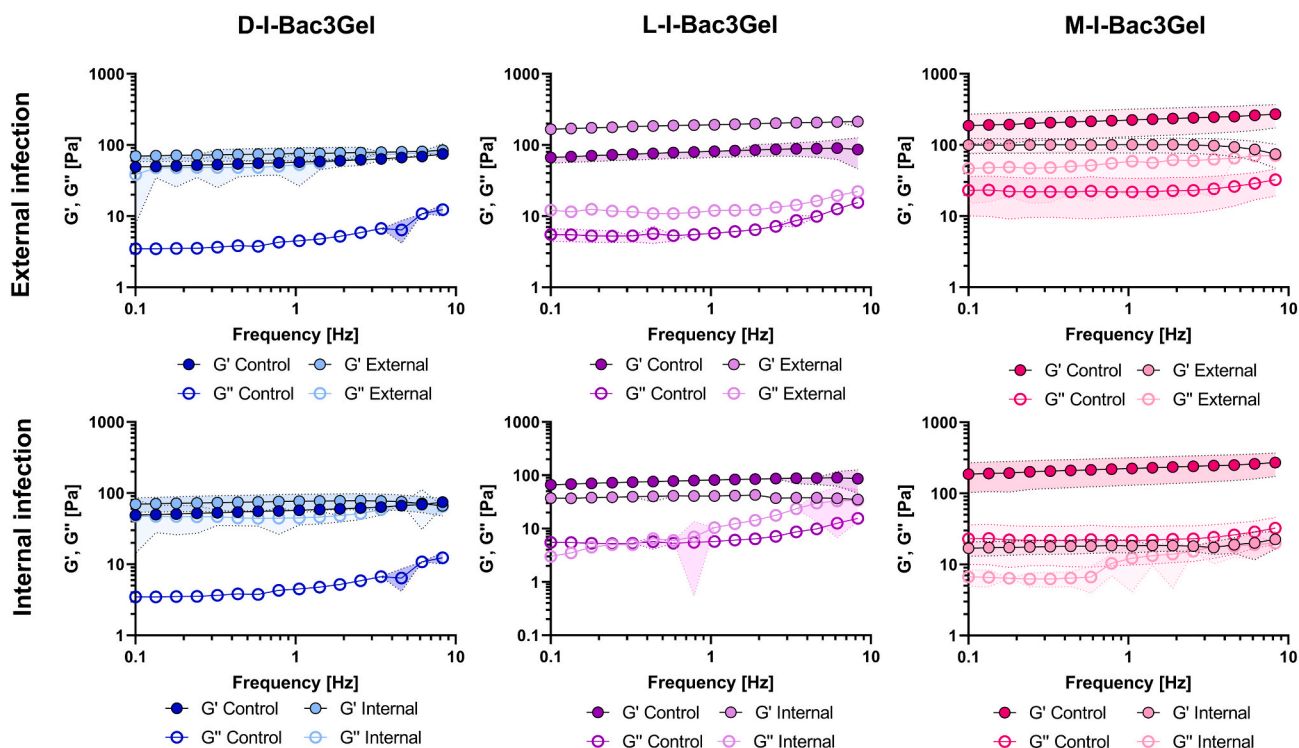 D-I-Bac3Gel
L-I-Bac3Gel
M-I-Bac3Gel
External infection
G', G'' [Pa]
1000
100
10
1
0.1
1
10
Frequency [Hz]
G' Control
G' External
G'' Control
G'' External
G', G'' [Pa]
1000
100
10
1
0.1
1
10
Frequency [Hz]
G' Control
G' External
G'' Control
G'' External
G', G'' [Pa]
1000
100
10
1
0.1
1
10
Frequency [Hz]
G' Control
G' External
G'' Control
G'' External
Internal infection
G', G'' [Pa]
1000
100
10
1
0.1
1
10
Frequency [Hz]
G' Control
G' Internal
G'' Control
G'' Internal
G', G'' [Pa]
1000
100
10
1
0.1
0.1
1
10
Frequency [Hz]
G' Control
G' Internal
G'' Control
G'' Internal
G', G'' [Pa]
1000
100
10
1
0.1
1
10
Frequency [Hz]
G' Control
G' Internal
G'' Control
G'' Internal